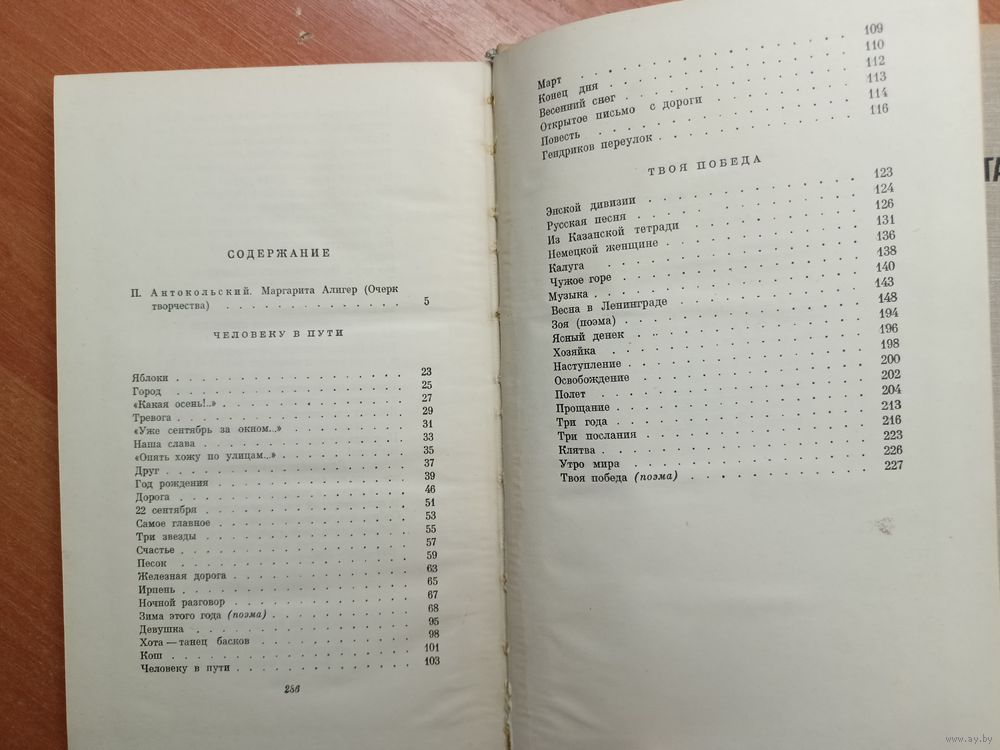 СОДЕРЖАНИЕ
П. Антокольский. Маргарита Алигер (Очерк
творчества) . . . . . . . . . . . . 5
ЧЕЛОВЕКУ В ПУТИ
Яблоки . . . . . . . . . . . . 23
Город . . . . . . . . . . . . 25
«Какая осень!..» . . . . . . . . . . 27
Тревога . . . . . . . . . . . . 29
«Уже сентябрь за окном...» . . . . . . . 31
Наша слава . . . . . . . . . . . 33
«Опять хожу по улицам...» . . . . . . . 35
Друг . . . . . . . . . . . . 37
Год рождения . . . . . . . . . . 39
Дорога . . . . . . . . . . . . 46
22 сентября . . . . . . . . . . . 51
Самое главное . . . . . . . . . . 53
Три звезды . . . . . . . . . . . 55
Счастье . . . . . . . . . . . . 57
Песок . . . . . . . . . . . . 59
Железная дорога . . . . . . . . . . 63
Ирпень . . . . . . . . . . . . 65
Ночной разговор . . . . . . . . . . 67
Зима этого года (поэма) . . . . . . . . 68
Девушка . . . . . . . . . . . . 95
Хота — танец басков . . . . . . . . . 98
Кош . . . . . . . . . . . . 101
Человеку в пути . . . . . . . . . . 103
256
Март . . . . . . . . . . . . 109
Конец дня . . . . . . . . . . . 110
Весенний снег . . . . . . . . . . 112
Открытое письмо с дороги . . . . . . . 113
Повесть . . . . . . . . . . . . 114
Гендриков переулок . . . . . . . . . 116
ТВОЯ ПОБЕДА
Энской дивизии . . . . . . . . . . 123
Русская песня . . . . . . . . . . 124
Из Казанской тетради . . . . . . . . 126
Немецкой женщине . . . . . . . . . 131
Калуга . . . . . . . . . . . . 136
Чужое горе . . . . . . . . . . . 138
Музыка . . . . . . . . . . . . 140
Весна в Ленинграде . . . . . . . . . 143
Зоя (поэма) . . . . . . . . . . . 148
Ясный денек . . . . . . . . . . . 194
Хозяйка . . . . . . . . . . . . 196
Наступление . . . . . . . . . . . 198
Освобождение . . . . . . . . . . 200
Полет . . . . . . . . . . . . 202
Прощание . . . . . . . . . . . 204
Три года . . . . . . . . . . . 213
Три послания . . . . . . . . . . 216
Клятва . . . . . . . . . . . . 223
Утро мира . . . . . . . . . . . 226
Твоя победа (поэма) . . . . . . . . . 227
ТА
www.ay.by